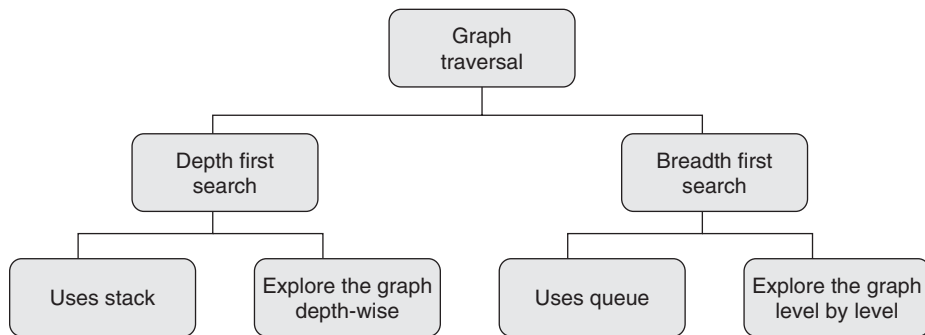 Graph
traversal
Depth first
search
Breadth first
search
Uses stack
Explore the graph
depth-wise
Uses queue
Explore the graph
level by level